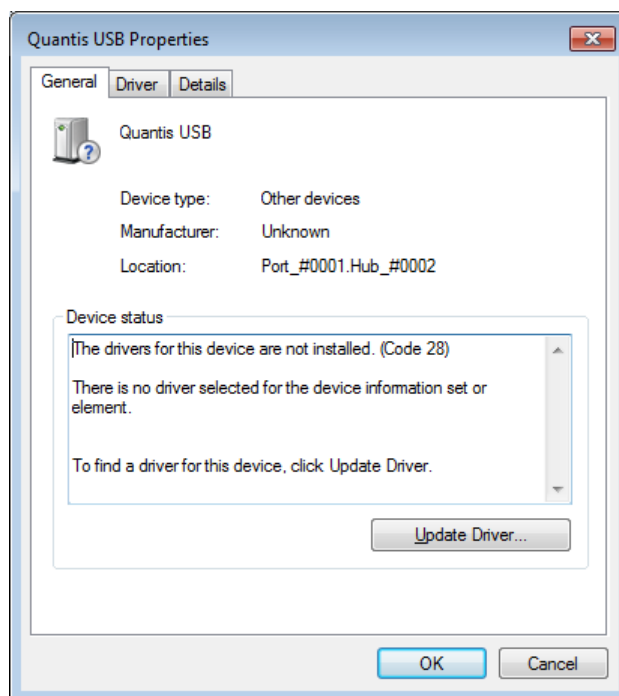 Quantis USB Properties
General Driver Details
Quantis USB
Device type: Other devices
Manufacturer: Unknown
Location: Port_#0001.Hub_#0002
Device status
The drivers for this device are not installed. (Code 28)
There is no driver selected for the device information set or
element.
To find a driver for this device, click Update Driver.
Update Driver...
OK Cancel